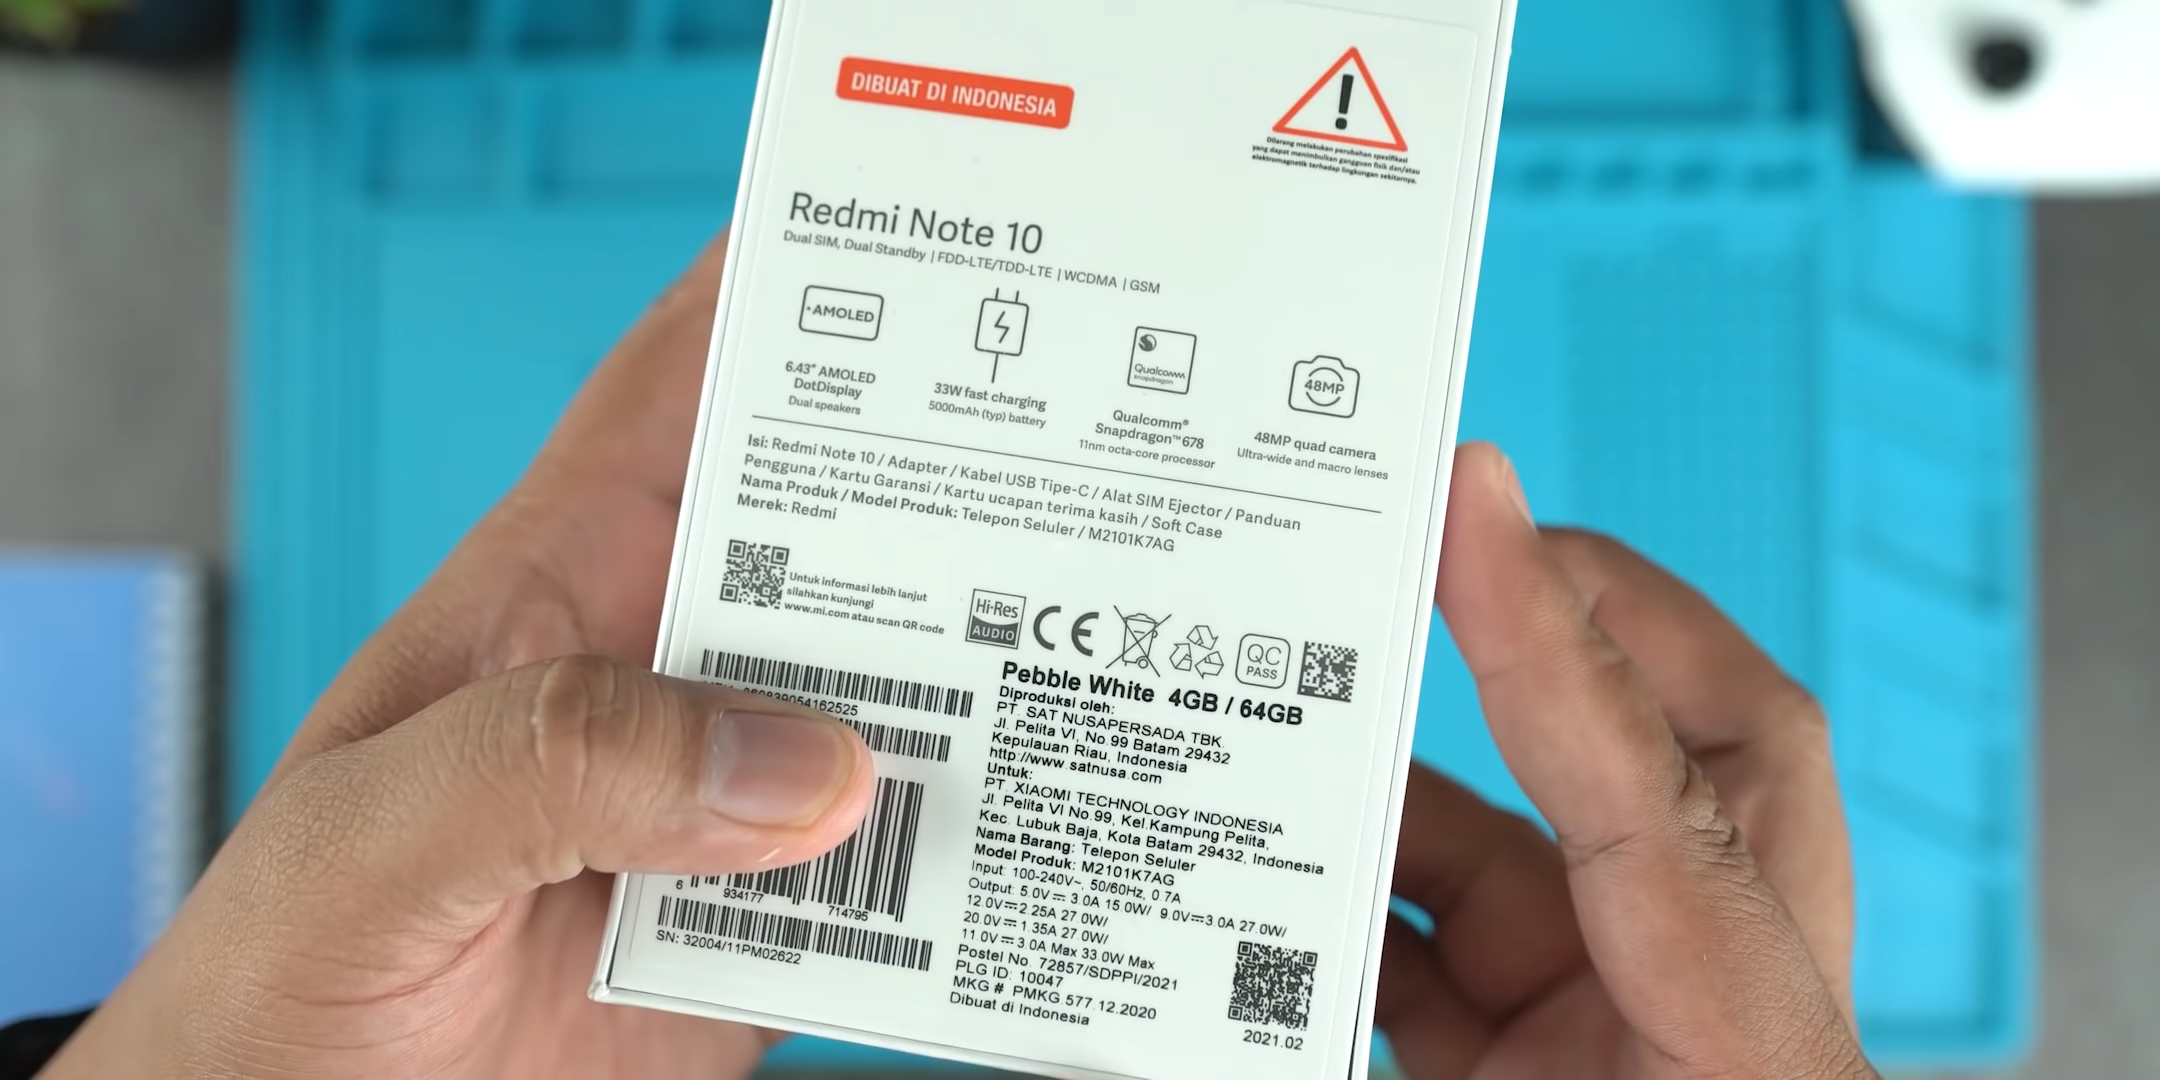 DIBUAT DI INDONESIA
!
Dilarang melakukan perubahan spesifikasi
yang dapat menimbulkan gangguan fisik dan/atau
elektromagnetik terhadap lingkungan sekitarnya.
Redmi Note 10
Dual SIM, Dual Standby | FDD-LTE/TDD-LTE | WCDMA | GSM
AMOLED
6.43" AMOLED
DotDisplay
Dual speakers
33W fast charging
5000mAh (typ) battery
Qualcomm
snapdragon
Qualcomm®
Snapdragon™ 678
11nm octa-core processor
48MP
48MP quad camera
Ultra-wide and macro lenses
Isi: Redmi Note 10 / Adapter / Kabel USB Tipe-C / Alat SIM Ejector / Panduan
Pengguna / Kartu Garansi / Kartu ucapan terima kasih / Soft Case
Nama Produk / Model Produk: Telepon Seluler / M2101K7AG
Merek: Redmi
Untuk informasi lebih lanjut
silahkan kunjungi
www.mi.com atau scan QR code
Hi-Res
AUDIO
CE
QC
PASS
6
934177
714795
SN: 32004/11PM02622
Pebble White 4GB / 64GB
Diproduksi oleh:
PT. SAT NUSAPERSADA TBK.
Jl. Pelita VI, No.99 Batam 29432
Kepulauan Riau, Indonesia
http://www.satnusa.com
Untuk:
PT. XIAOMI TECHNOLOGY INDONESIA
Jl. Pelita VI No.99, Kel.Kampung Pelita,
Kec. Lubuk Baja, Kota Batam 29432, Indonesia
Nama Barang: Telepon Seluler
Model Produk: M2101K7AG
Input: 100-240V~, 50/60Hz, 0.7A
Output: 5.0V⎓3.0A 15.0W/ 9.0V⎓3.0A 27.0W/
12.0V⎓2.25A 27.0W/
20.0V⎓1.35A 27.0W/
11.0V⎓3.0A Max 33.0W Max
Postel No. 72857/SDPPI/2021
PLG ID: 10047
MKG # PMKG.577.12.2020
Dibuat di Indonesia
2021.02